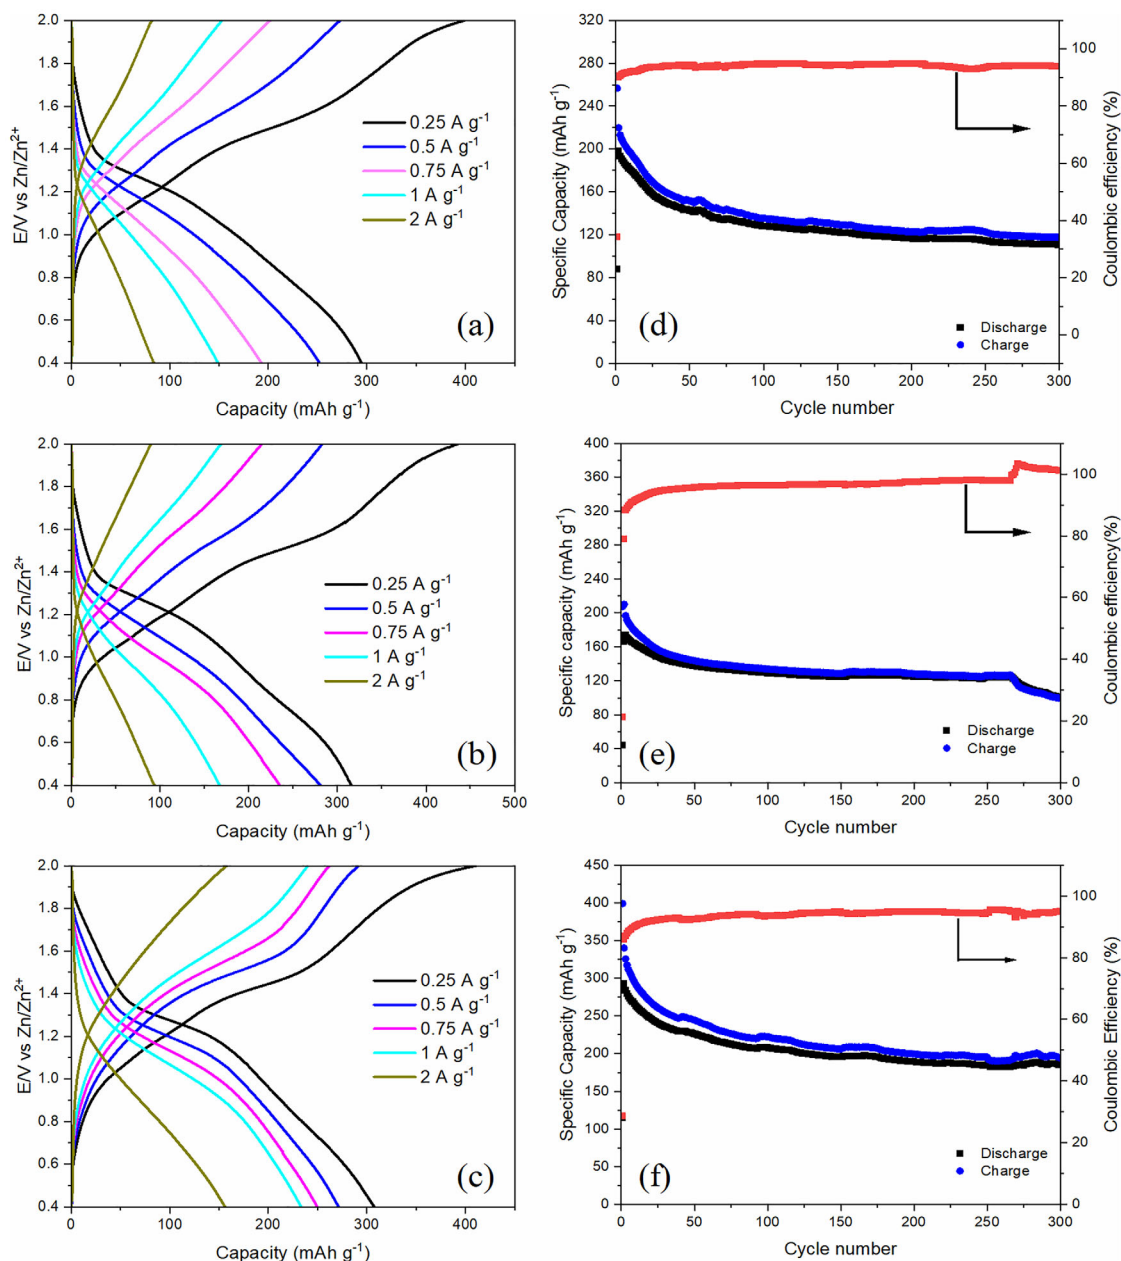 2.0
1.8
1.6
1.4
1.2
1.0
0.8
0.6
0.4
E/V vs Zn/Zn²⁺
0.25 A g⁻¹
0.5 A g⁻¹
0.75 A g⁻¹
1 A g⁻¹
2 A g⁻¹
(a)
0 100 200 300 400
Capacity (mAh g⁻¹)
320
280
240
200
160
120
80
40
0
Specific Capacity (mAh g⁻¹)
100
80
60
40
20
0
Coulombic efficiency (%)
(d)
Discharge
Charge
0 50 100 150 200 250 300
Cycle number
2.0
1.8
1.6
1.4
1.2
1.0
0.8
0.6
0.4
E/V vs Zn/Zn²⁺
0.25 A g⁻¹
0.5 A g⁻¹
0.75 A g⁻¹
1 A g⁻¹
2 A g⁻¹
(b)
0 100 200 300 400 500
Capacity (mAh g⁻¹)
400
360
320
280
240
200
160
120
80
40
0
Specific capacity (mAh g⁻¹)
100
80
60
40
20
0
Coulombic efficiency(%)
(e)
Discharge
Charge
0 50 100 150 200 250 300
Cycle number
2.0
1.8
1.6
1.4
1.2
1.0
0.8
0.6
0.4
E/V vs Zn/Zn²⁺
0.25 A g⁻¹
0.5 A g⁻¹
0.75 A g⁻¹
1 A g⁻¹
2 A g⁻¹
(c)
0 100 200 300 400
Capacity (mAh g⁻¹)
450
400
350
300
250
200
150
100
50
0
Specific Capacity (mAh g⁻¹)
100
80
60
40
20
0
Coulombic Efficiency (%)
(f)
Discharge
Charge
0 50 100 150 200 250 300
Cycle number